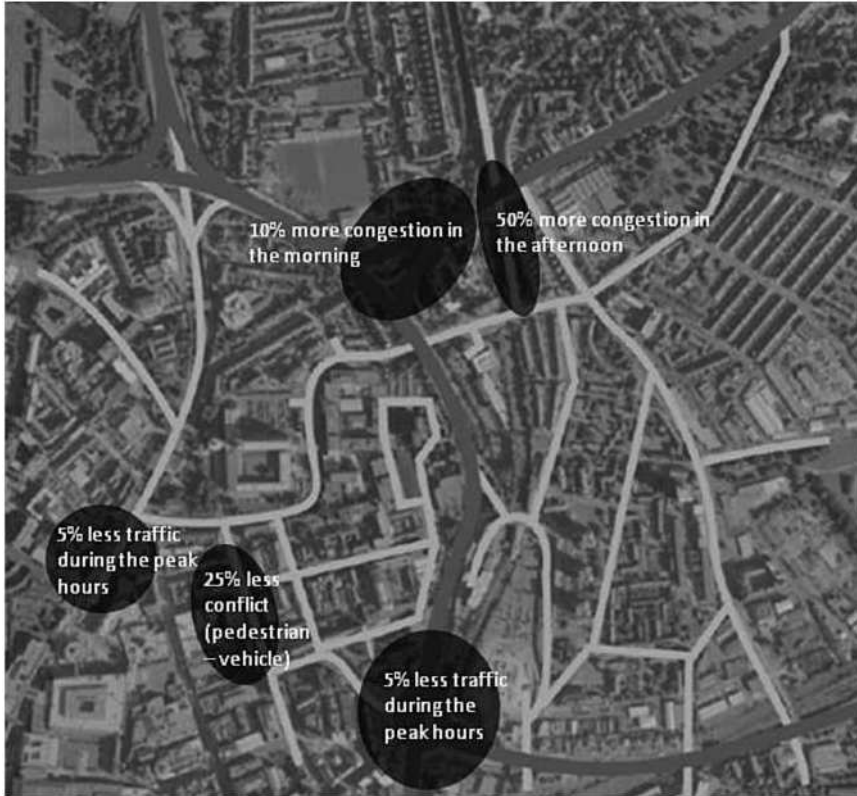 10% more congestion in
the morning
50% more congestion in
the afternoon
5% less traffic
during the peak
hours
25% less
conflict
(pedestrian
–vehicle)
5% less traffic
during the
peak hours